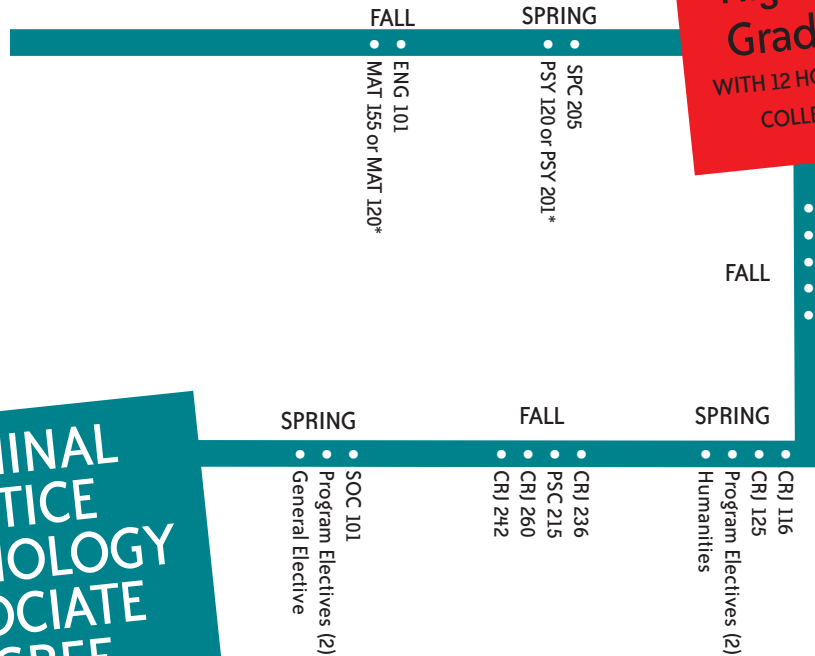 FALL
SPRING
MAT 155 or MAT 120*
ENG 101
PSY 120 or PSY 201*
SPC 205
WITH 12
FALL
SPRING
FALL
SPRING
General Elective
Program Electives (2)
SOC 101
CRJ 242
CRJ 260
PSC 215
CRJ 236
Humanities
Program Electives (2)
CRJ 125
CRJ 116